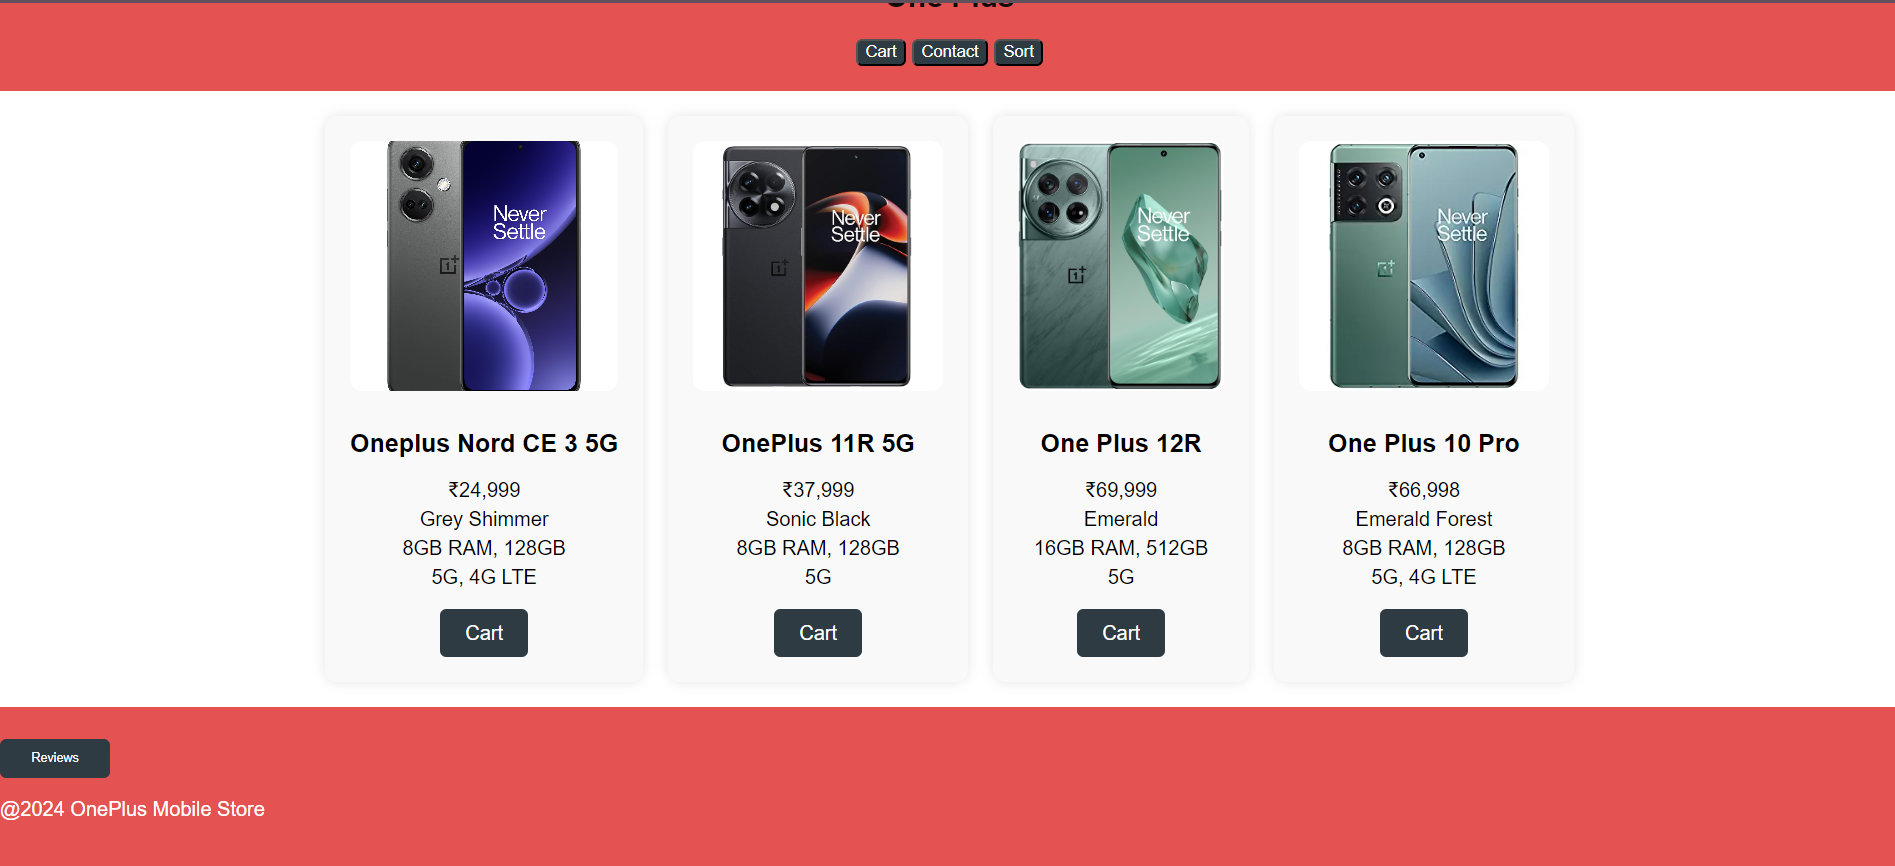 One Plus
Cart Contact Sort
Never
Settle
Never
Settle
Never
Settle
Never
Settle
Oneplus Nord CE 3 5G
₹24,999
Grey Shimmer
8GB RAM, 128GB
5G, 4G LTE
Cart
OnePlus 11R 5G
₹37,999
Sonic Black
8GB RAM, 128GB
5G
Cart
One Plus 12R
₹69,999
Emerald
16GB RAM, 512GB
5G
Cart
One Plus 10 Pro
₹66,998
Emerald Forest
8GB RAM, 128GB
5G, 4G LTE
Cart
Reviews
@2024 OnePlus Mobile Store